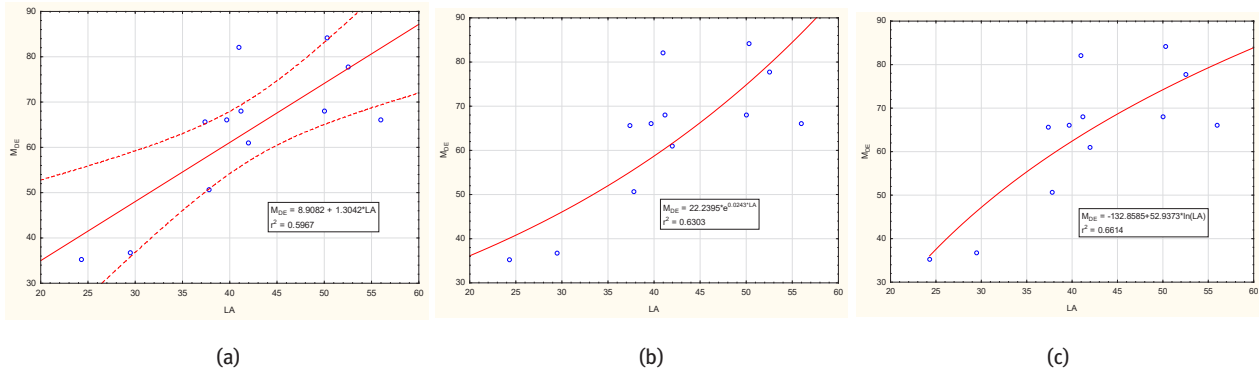 90
80
70
60
50
40
30
M_DE
M_DE = 8.9082 + 1.3042*LA
r² = 0.5967
20 25 30 35 40 45 50 55 60
LA
(a)
90
80
70
60
50
40
30
M_DE
M_DE = 22.2395*e^0.0243*LA
r² = 0.6303
20 25 30 35 40 45 50 55 60
LA
(b)
90
80
70
60
50
40
30
M_DE
M_DE = -132.8585+52.9373*ln(LA)
r² = 0.6614
20 25 30 35 40 45 50 55 60
LA
(c)